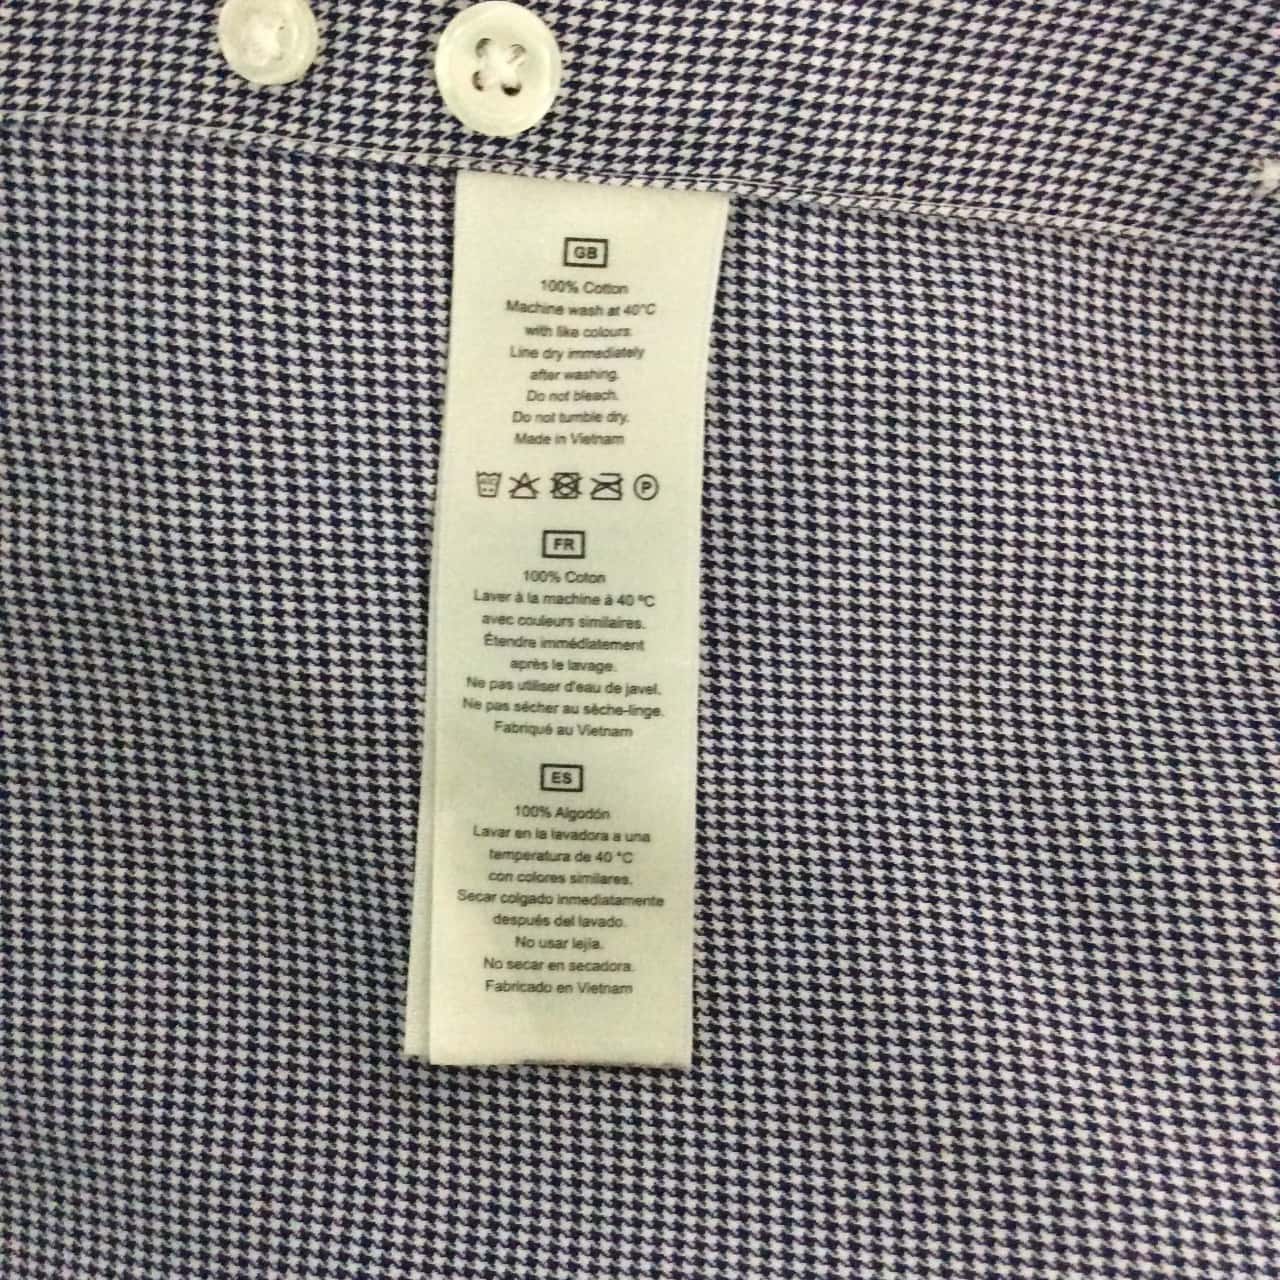 GB
100% Cotton
Machine wash at 40°C
with like colours
Line dry immediately
after washing.
Do not bleach.
Do not tumble dry.
Made in Vietnam
P
FR
100% Coton
Laver à la machine à 40 °C
avec couleurs similaires.
Étendre immédiatement
après le lavage.
Ne pas utiliser d'eau de javel.
Ne pas sécher au sèche-linge.
Fabriqué au Vietnam
ES
100% Algodón
Lavar en la lavadora a una
temperatura de 40 °C
con colores similares.
Secar colgado inmediatamente
después del lavado.
No usar lejía.
No secar en secadora.
Fabricado en Vietnam